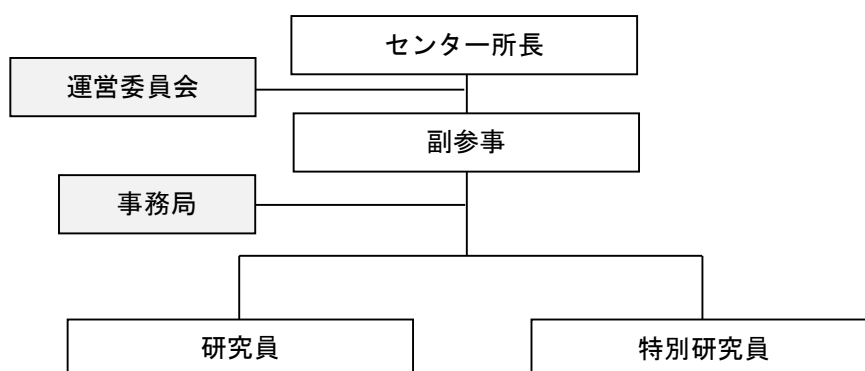 センター所長
運営委員会
副参事
事務局
研究員
特別研究員